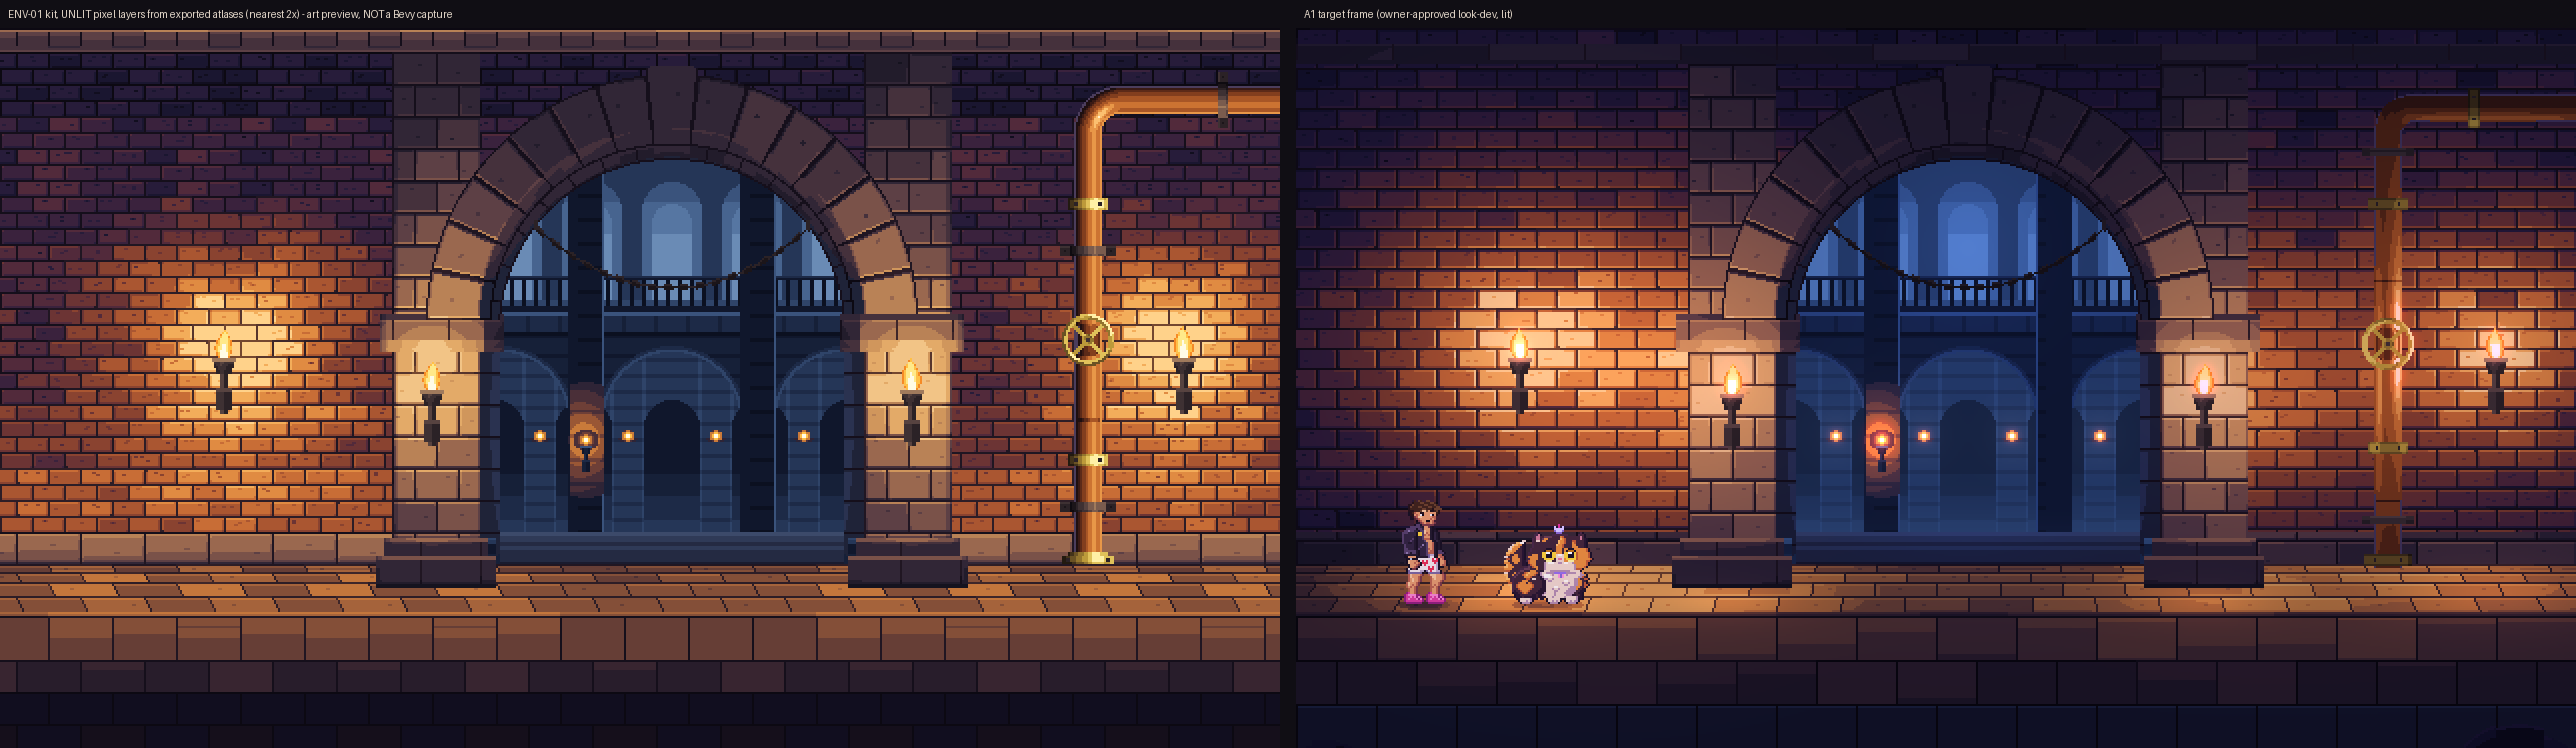 ENV-01 kit, UNLIT pixel layers from exported atlases (nearest 2x) - art preview, NOT a Bevy capture
A1 target frame (owner-approved look-dev, lit)